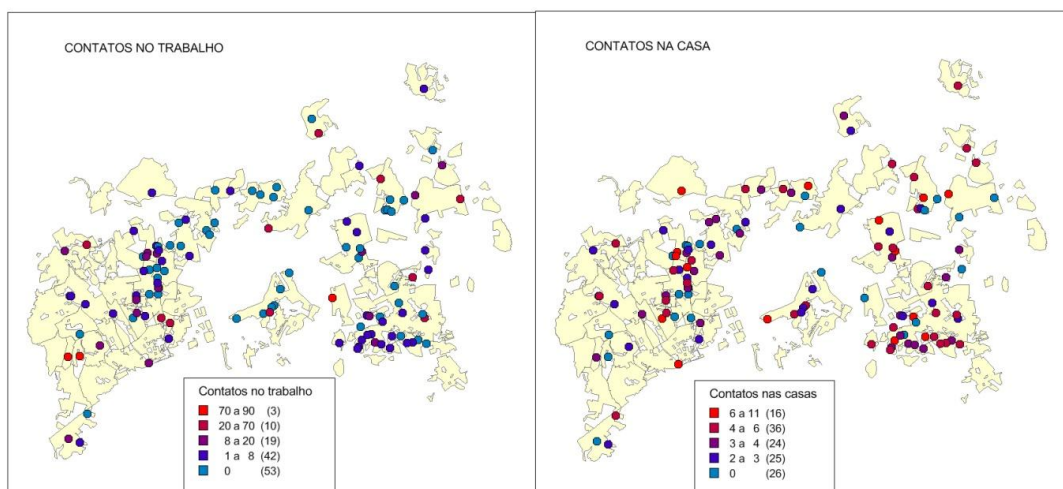 CONTATOS NO TRABALHO
Contatos no trabalho
70 a 90 (3)
20 a 70 (10)
8 a 20 (19)
1 a 8 (42)
0 (53)
CONTATOS NA CASA
Contatos nas casas
6 a 11 (16)
4 a 6 (36)
3 a 4 (24)
2 a 3 (25)
0 (26)